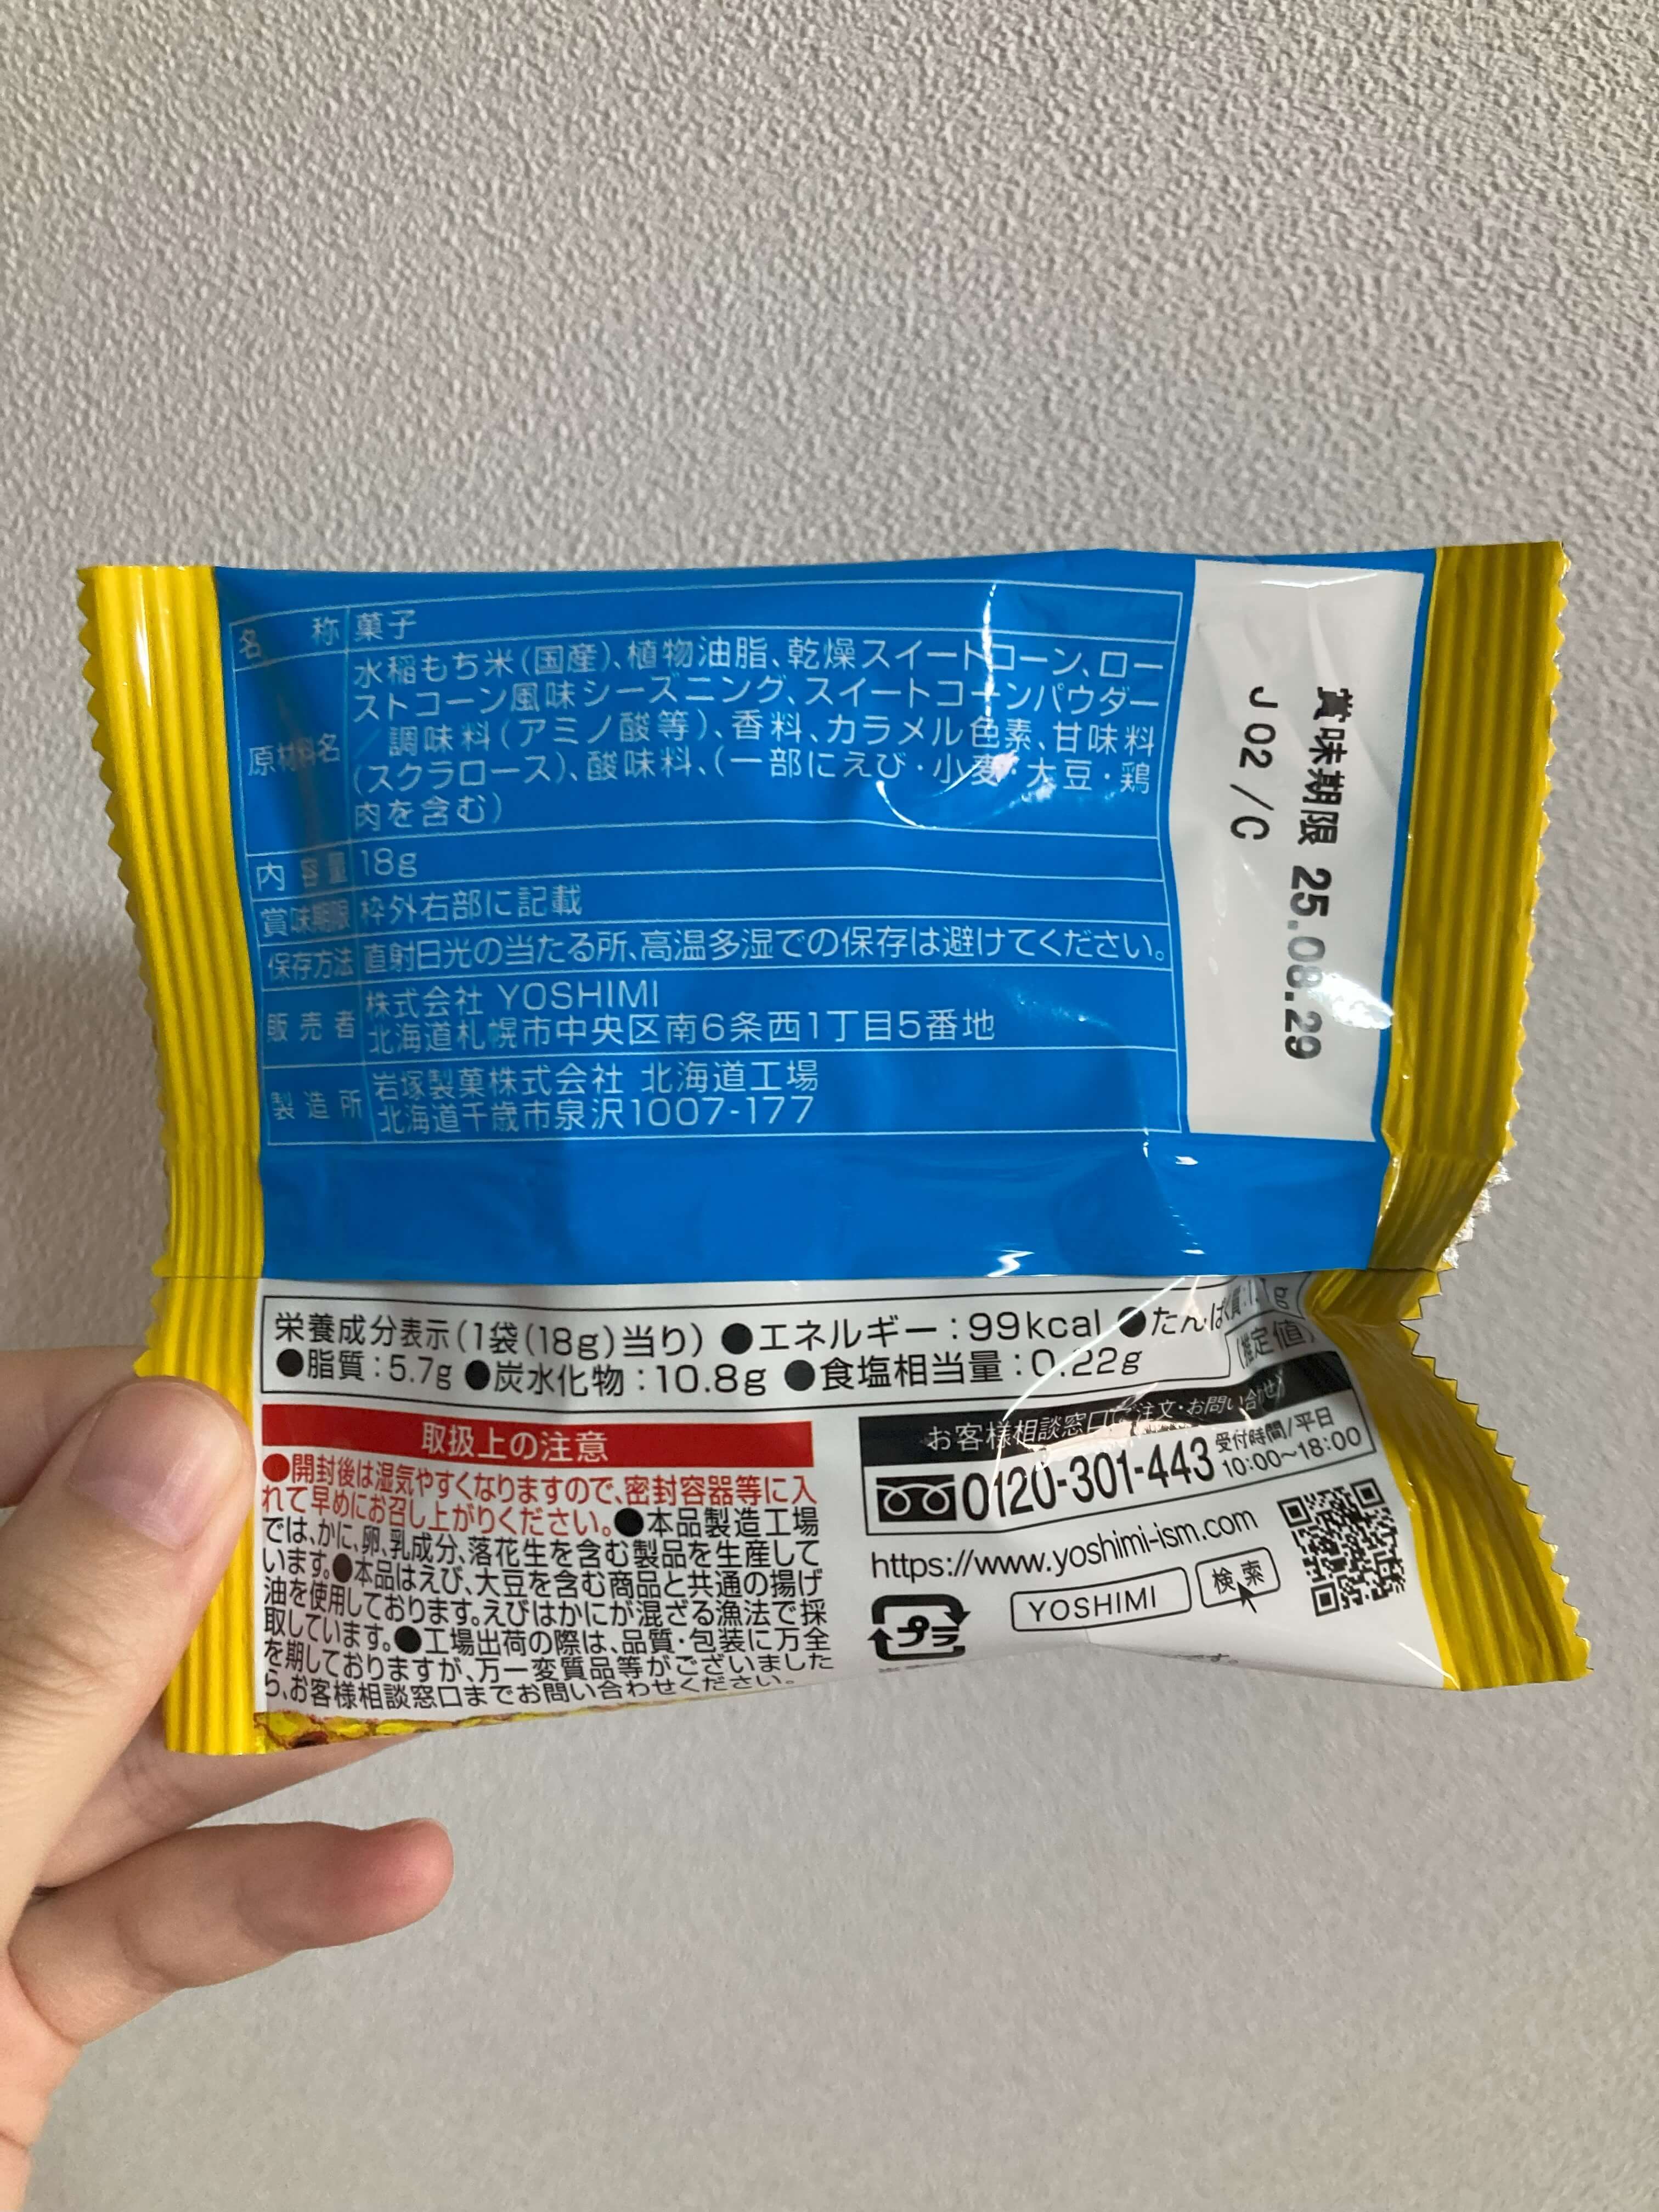 名称 菓子
原材料名 水稲もち米(国産)、植物油脂、乾燥スイートコーン、ロー
ストコーン風味シーズニング、スイートコーンパウダー
/調味料(アミノ酸等)、香料、カラメル色素、甘味料
(スクラロース)、酸味料、(一部にえび・小麦・大豆・鶏
肉を含む)
内容量 18g
賞味期限 枠外右部に記載
保存方法 直射日光の当たる所、高温多湿での保存は避けてください。
販売者 株式会社 YOSHIMI
北海道札幌市中央区南6条西1丁目5番地
製造所 岩塚製菓株式会社 北海道工場
北海道千歳市泉沢1007-177
賞味期限 25.08.29
J02/C
栄養成分表示(1袋(18g)当り) ●エネルギー:99kcal ●たんぱく質:
●脂質:5.7g ●炭水化物:10.8g ●食塩相当量:0.22g
(推定値)
取扱上の注意
●開封後は湿気やすくなりますので、密封容器等に入
れて早めにお召し上がりください。●本品製造工場
では、かに、卵、乳成分、落花生を含む製品を生産して
います。●本品はえび、大豆を含む商品と共通の揚げ
油を使用しております。えびはかにが混ざる漁法で採
取しています。●工場出荷の際は、品質・包装に万全
を期しておりますが、万一変質品等がございました
ら、お客様相談窓口までお問い合わせください。
お客様相談窓口(ご注文・お問い合せ)
0120-301-443 受付時間/平日
10:00~18:00
https://www.yoshimi-ism.com
YOSHIMI 検索
プラ